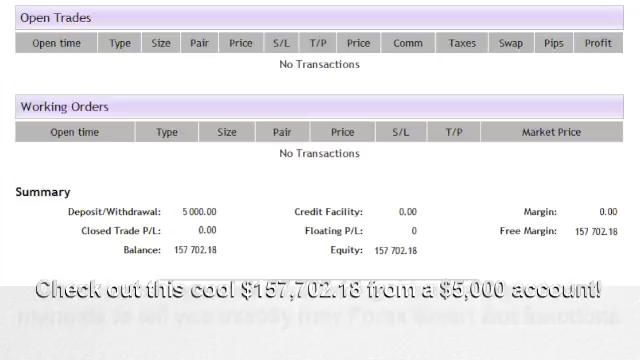 Open Trades
Open time Type Size Pair Price S/L T/P Price Comm Taxes Swap Pips Profit
No Transactions
Working Orders
Open time Type Size Pair Price S/L T/P Market Price
No Transactions
Summary
Deposit/Withdrawal: 5 000.00 Credit Facility: 0.00 Margin: 0.00
Closed Trade P/L: 0.00 Floating P/L: 0 Free Margin: 157 702.18
Balance: 157 702.18 Equity: 157 702.18
Check out this cool $157,702.18 from a $5,000 account!